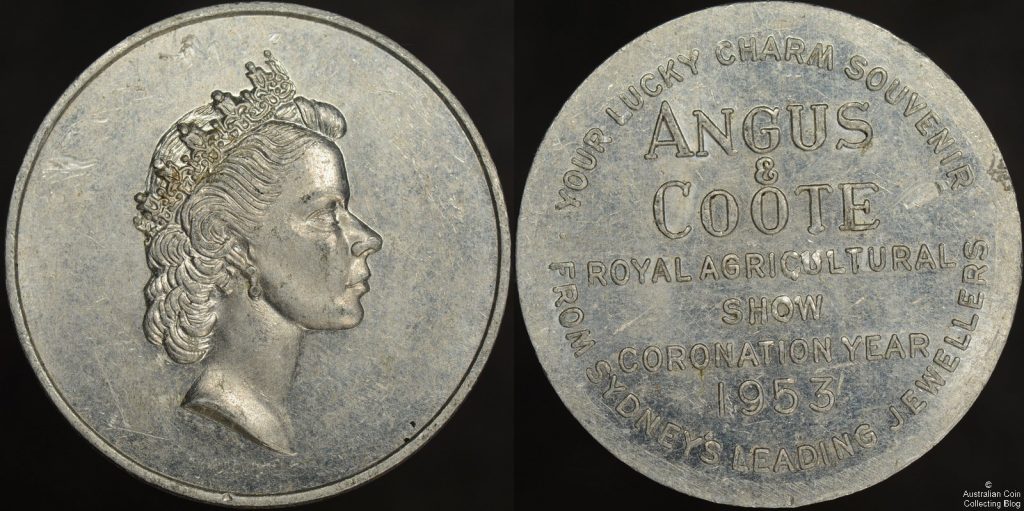 YOUR LUCKY CHARM SOUVENIR
ANGUS
&
COOTE
ROYAL AGRICULTURAL
SHOW
CORONATION YEAR
1953
FROM SYDNEY'S LEADING JEWELLERS
©
Australian Coin
Collecting Blog